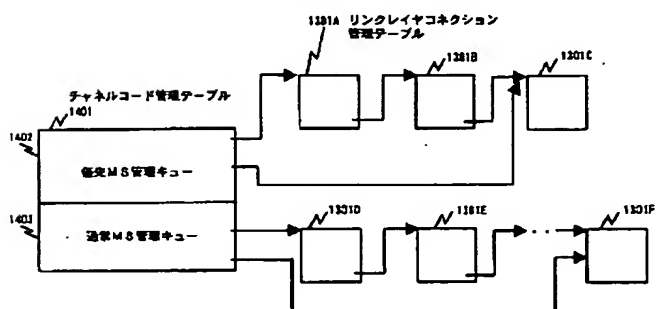 1301A リンクレイヤコネクション
管理テーブル
1301B
1301C
チャネルコード管理テーブル
1401
1402
優先MS管理キュー
1403
通常MS管理キュー
1301D
1301E
1301F